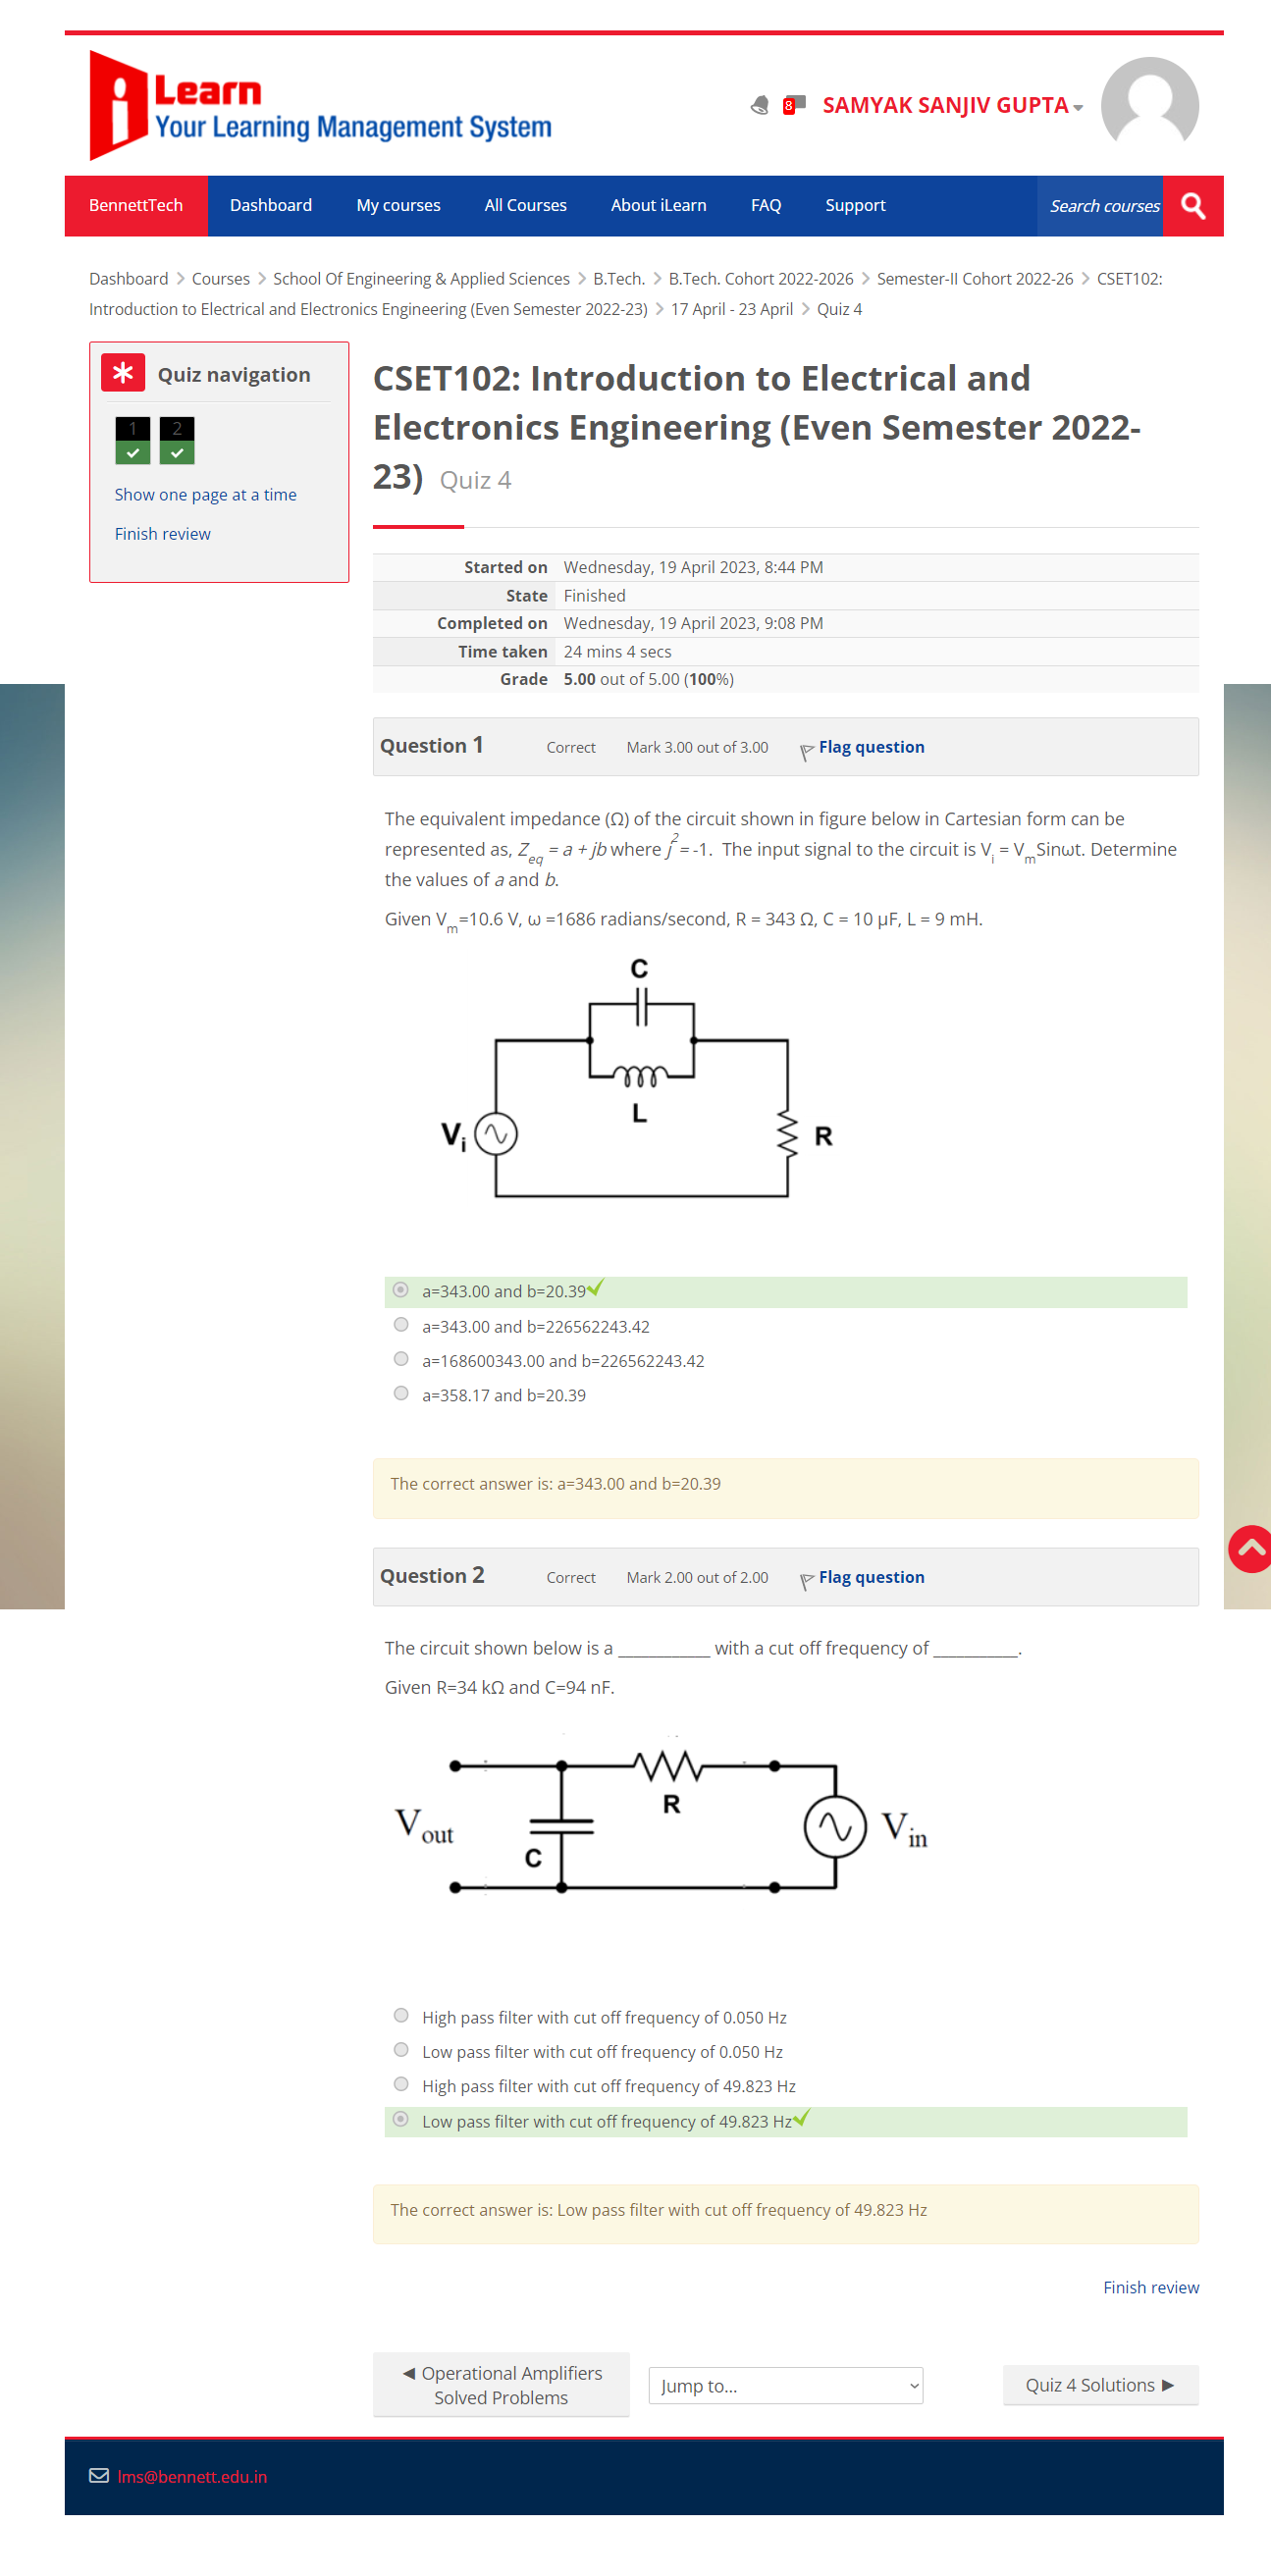 Learn
Your Learning Management System
8
SAMYAK SANJIV GUPTA
BennettTech Dashboard My courses All Courses About iLearn FAQ Support Search courses
Dashboard Courses School Of Engineering & Applied Sciences B.Tech. B.Tech. Cohort 2022-2026 Semester-II Cohort 2022-26 CSET102:
Introduction to Electrical and Electronics Engineering (Even Semester 2022-23) 17 April - 23 April Quiz 4
Quiz navigation
1 2
Show one page at a time
Finish review
CSET102: Introduction to Electrical and
Electronics Engineering (Even Semester 2022-
23) Quiz 4
Started on Wednesday, 19 April 2023, 8:44 PM
State Finished
Completed on Wednesday, 19 April 2023, 9:08 PM
Time taken 24 mins 4 secs
Grade 5.00 out of 5.00 (100%)
Question 1 Correct Mark 3.00 out of 3.00 Flag question
The equivalent impedance (Ω) of the circuit shown in figure below in Cartesian form can be
represented as, Zeq = a + jb where j²= -1. The input signal to the circuit is Vi = VmSinωt. Determine
the values of a and b.
Given Vm=10.6 V, ω =1686 radians/second, R = 343 Ω, C = 10 μF, L = 9 mH.
C
L
Vi
R
a=343.00 and b=20.39
a=343.00 and b=226562243.42
a=168600343.00 and b=226562243.42
a=358.17 and b=20.39
The correct answer is: a=343.00 and b=20.39
Question 2 Correct Mark 2.00 out of 2.00 Flag question
The circuit shown below is a ___________ with a cut off frequency of __________.
Given R=34 kΩ and C=94 nF.
R
Vout
C
Vin
High pass filter with cut off frequency of 0.050 Hz
Low pass filter with cut off frequency of 0.050 Hz
High pass filter with cut off frequency of 49.823 Hz
Low pass filter with cut off frequency of 49.823 Hz
The correct answer is: Low pass filter with cut off frequency of 49.823 Hz
Finish review
◄ Operational Amplifiers
Solved Problems
Jump to...
Quiz 4 Solutions ►
lms@bennett.edu.in